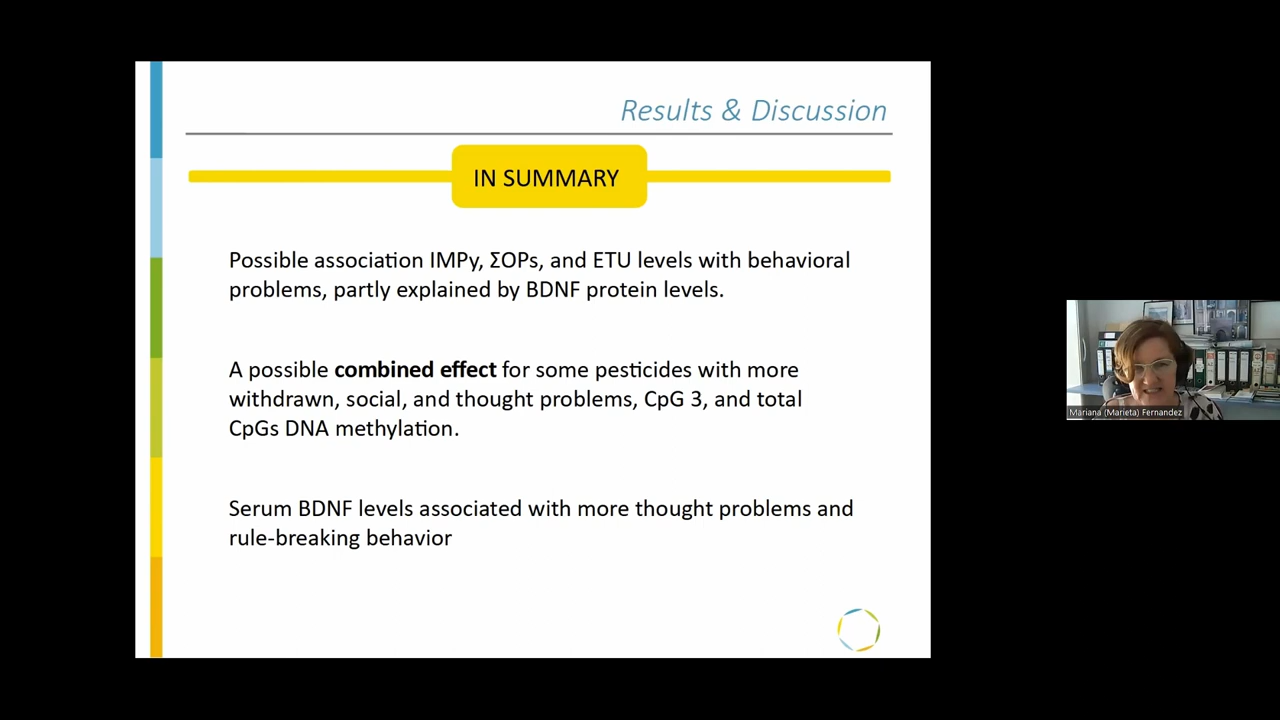 Results & Discussion
IN SUMMARY
Possible association IMPy, ΣOPs, and ETU levels with behavioral
problems, partly explained by BDNF protein levels.
A possible combined effect for some pesticides with more
withdrawn, social, and thought problems, CpG 3, and total
CpGs DNA methylation.
Serum BDNF levels associated with more thought problems and
rule-breaking behavior
Mariana (Marieta) Fernandez